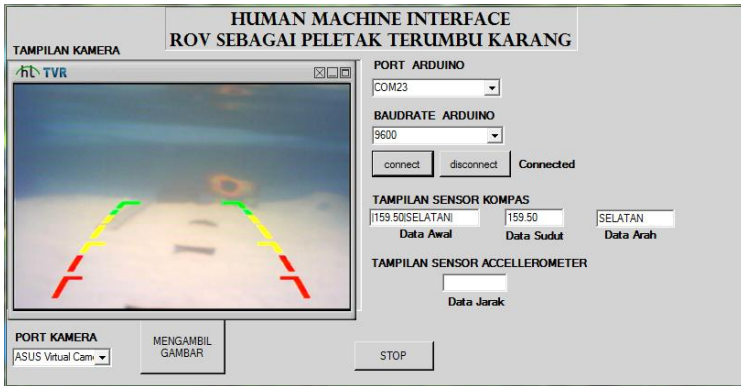 HUMAN MACHINE INTERFACE
ROV SEBAGAI PELETAK TERUMBU KARANG
TAMPILAN KAMERA
TVR
PORT ARDUINO
COM23
BAUDRATE ARDUINO
9600
connect disconnect Connected
TAMPILAN SENSOR KOMPAS
|159.50|SELATAN| 159.50 SELATAN
Data Awal Data Sudut Data Arah
TAMPILAN SENSOR ACCELLEROMETER
Data Jarak
PORT KAMERA
ASUS Virtual Cam
MENGAMBIL
GAMBAR
STOP